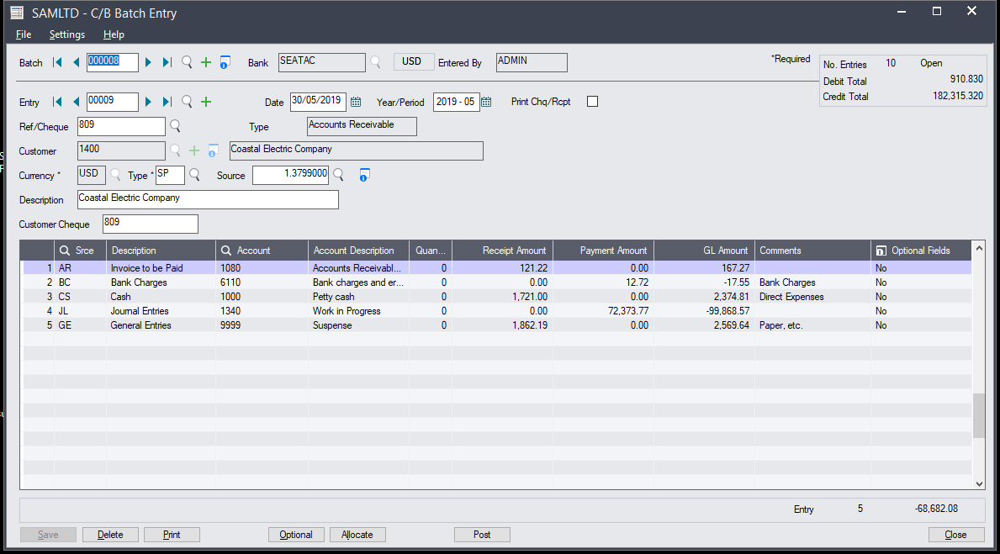 SAMLTD - C/B Batch Entry
File Settings Help
Batch 000008 Bank SEATAC USD Entered By ADMIN *Required
No. Entries 10 Open
Debit Total 910.830
Credit Total 182,315.320
Entry 00009 Date 30/05/2019 Year/Period 2019 - 05 Print Chq/Rcpt
Ref/Cheque 809 Type Accounts Receivable
Customer 1400 Coastal Electric Company
Currency * USD Type * SP Source 1.3799000
Description Coastal Electric Company
Customer Cheque 809
Srce Description Account Account Description Quan... Receipt Amount Payment Amount GL Amount Comments Optional Fields
1 AR Invoice to be Paid 1080 Accounts Receivabl... 0 121.22 0.00 167.27 No
2 BC Bank Charges 6110 Bank charges and er... 0 0.00 12.72 -17.55 Bank Charges No
3 CS Cash 1000 Petty cash 0 1,721.00 0.00 2,374.81 Direct Expenses No
4 JL Journal Entries 1340 Work in Progress 0 0.00 72,373.77 -99,868.57 No
5 GE General Entries 9999 Suspense 0 1,862.19 0.00 2,569.64 Paper, etc. No
Entry 5 -68,682.08
Save Delete Print Optional Allocate Post Close